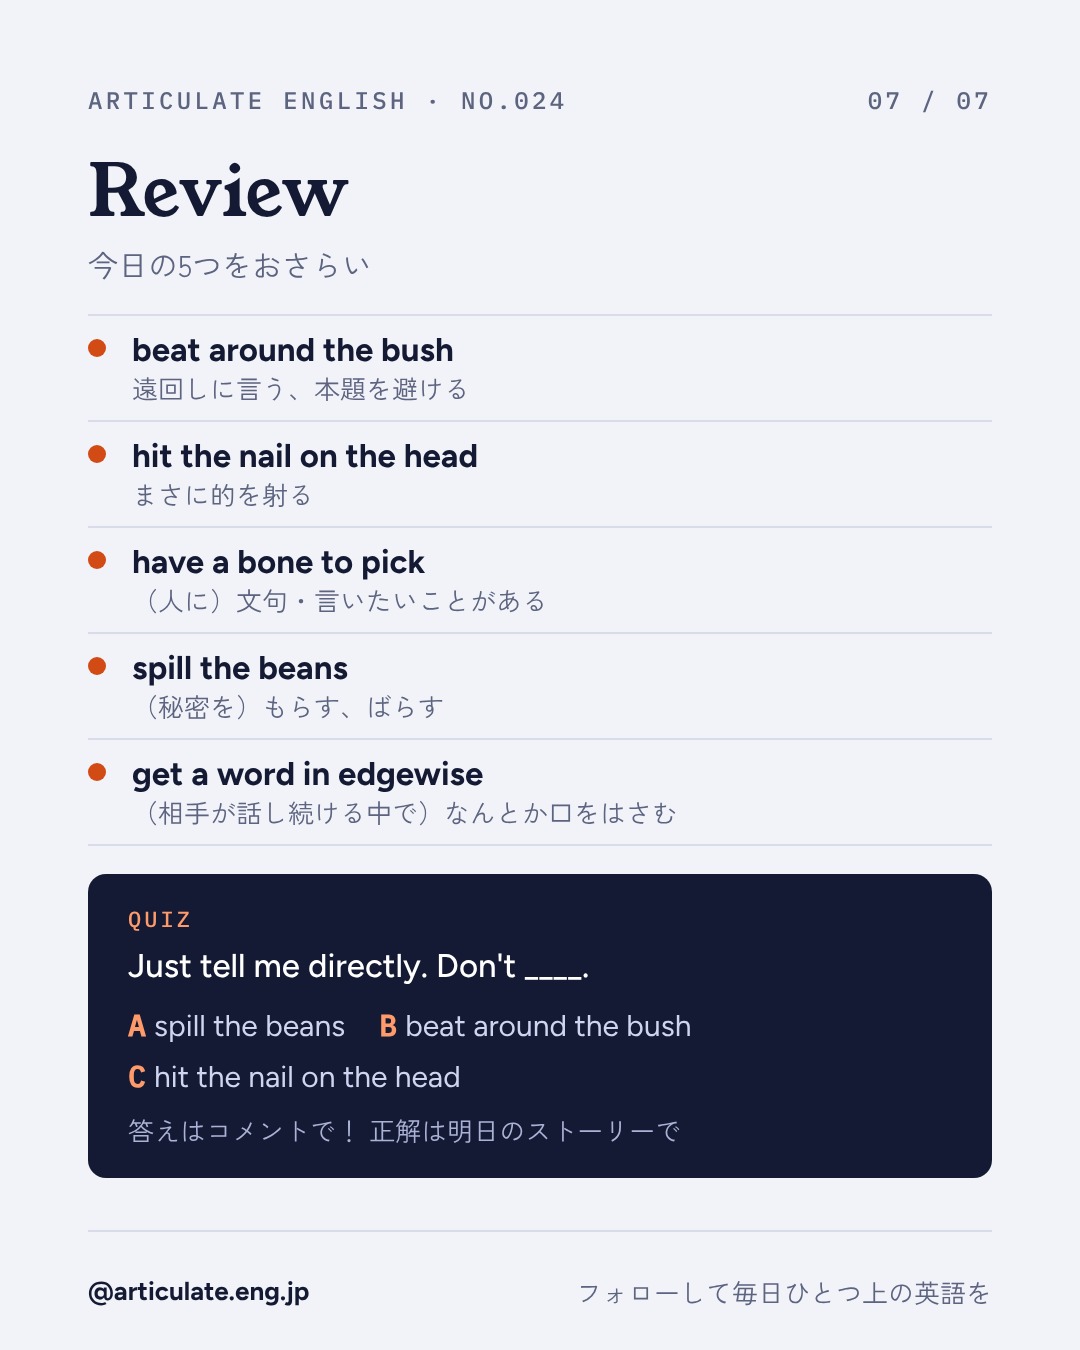 ARTICULATE ENGLISH · NO.024
07 / 07
Review
今日の5つをおさらい
beat around the bush
遠回しに言う、本題を避ける
hit the nail on the head
まさに的を射る
have a bone to pick
（人に）文句・言いたいことがある
spill the beans
（秘密を）もらす、ばらす
get a word in edgewise
（相手が話し続ける中で）なんとか口をはさむ
QUIZ
Just tell me directly. Don't ____.
A spill the beans B beat around the bush
C hit the nail on the head
答えはコメントで！ 正解は明日のストーリーで
@articulate.eng.jp
フォローして毎日ひとつ上の英語を